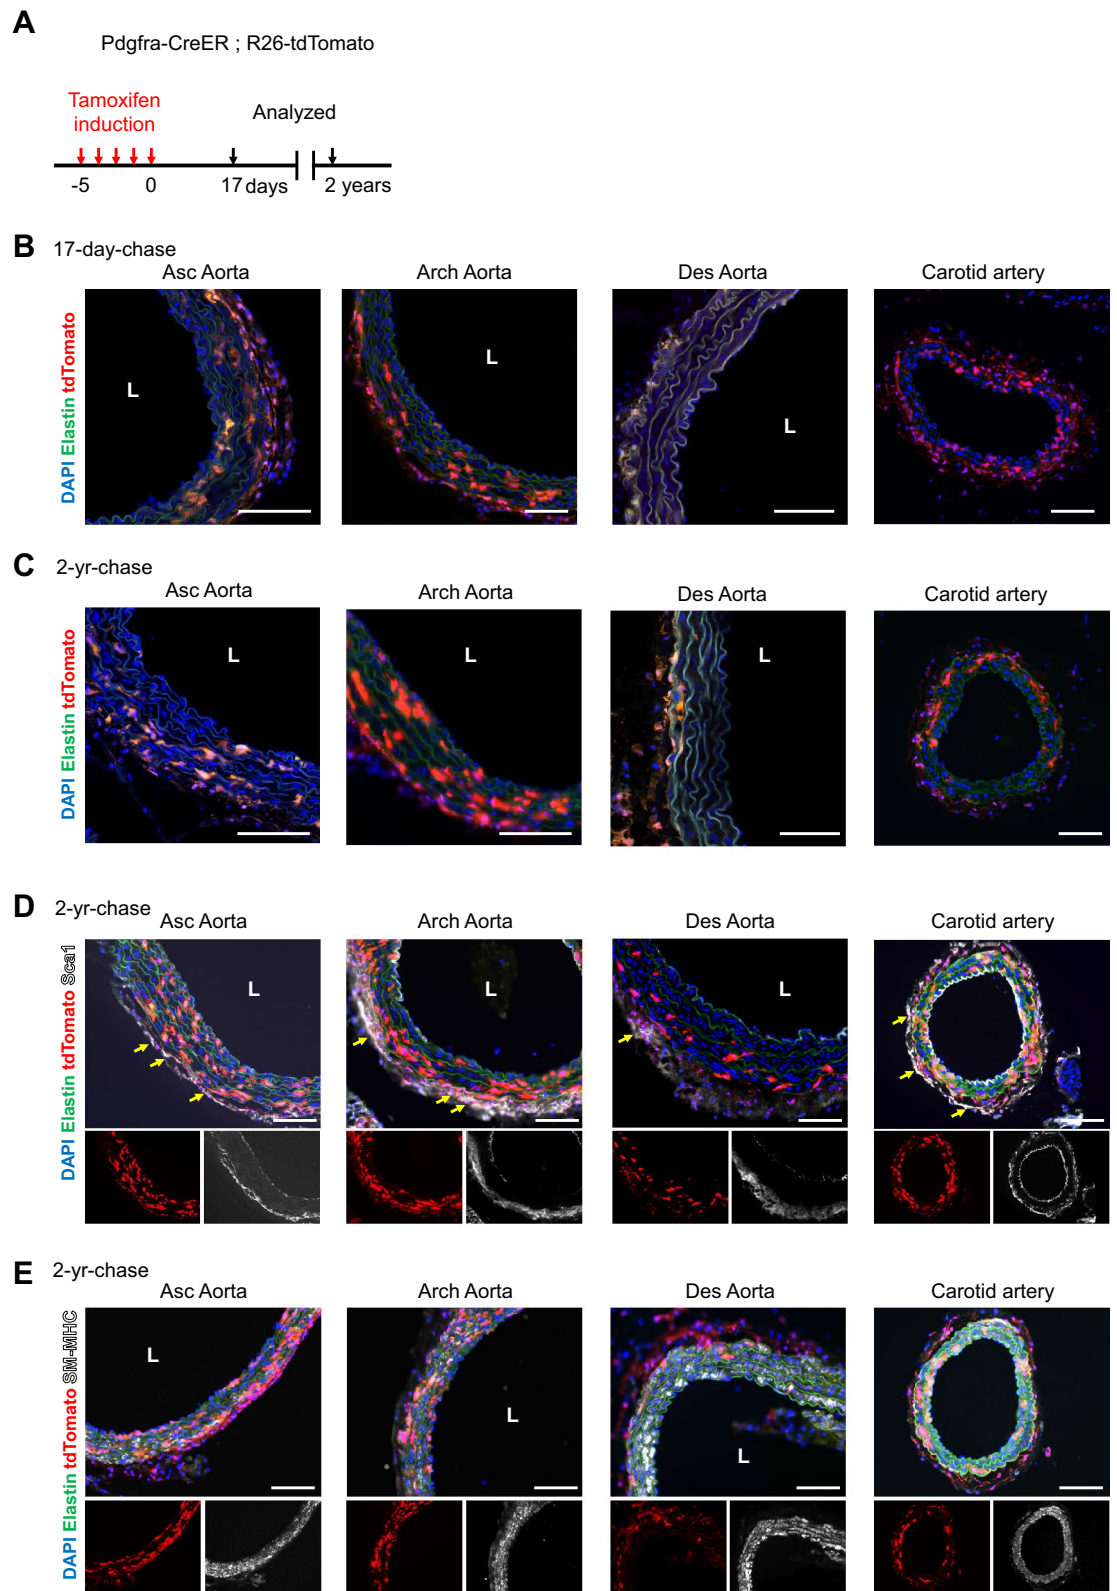 A
Pdgfra-CreER ; R26-tdTomato
Tamoxifen
induction
Analyzed
-5 0 17 days 2 years
B 17-day-chase
Asc Aorta Arch Aorta Des Aorta Carotid artery
DAPI Elastin tdTomato
L L L
C 2-yr-chase
Asc Aorta Arch Aorta Des Aorta Carotid artery
DAPI Elastin tdTomato
L L L
D 2-yr-chase
Asc Aorta Arch Aorta Des Aorta Carotid artery
DAPI Elastin tdTomato Sca1
L L L
E 2-yr-chase
Asc Aorta Arch Aorta Des Aorta Carotid artery
DAPI Elastin tdTomato SM-MHC
L L L